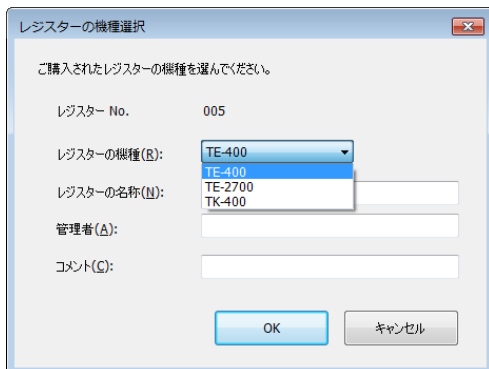 レジスターの機種選択
ご購入されたレジスターの機種を選んでください。
レジスター No. 005
レジスターの機種(R): TE-400
TE-400
TE-2700
TK-400
レジスターの名称(N):
管理者(A):
コメント(C):
OK キャンセル